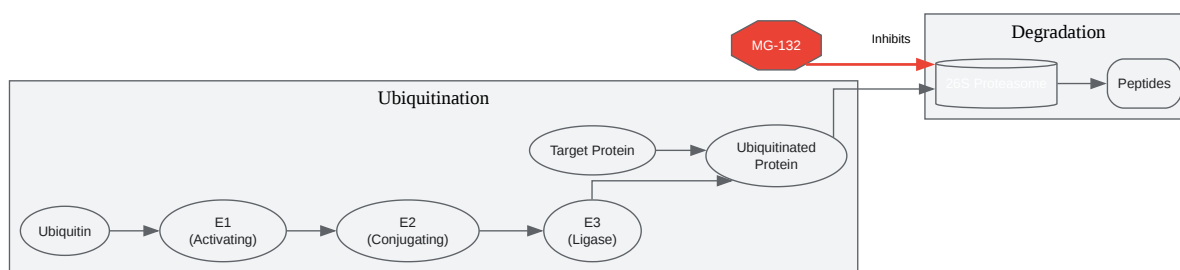 Degradation
MG-132
Inhibits
26S Proteasome
Peptides
Ubiquitination
Target Protein
Ubiquitinated
Protein
Ubiquitin
E1
(Activating)
E2
(Conjugating)
E3
(Ligase)